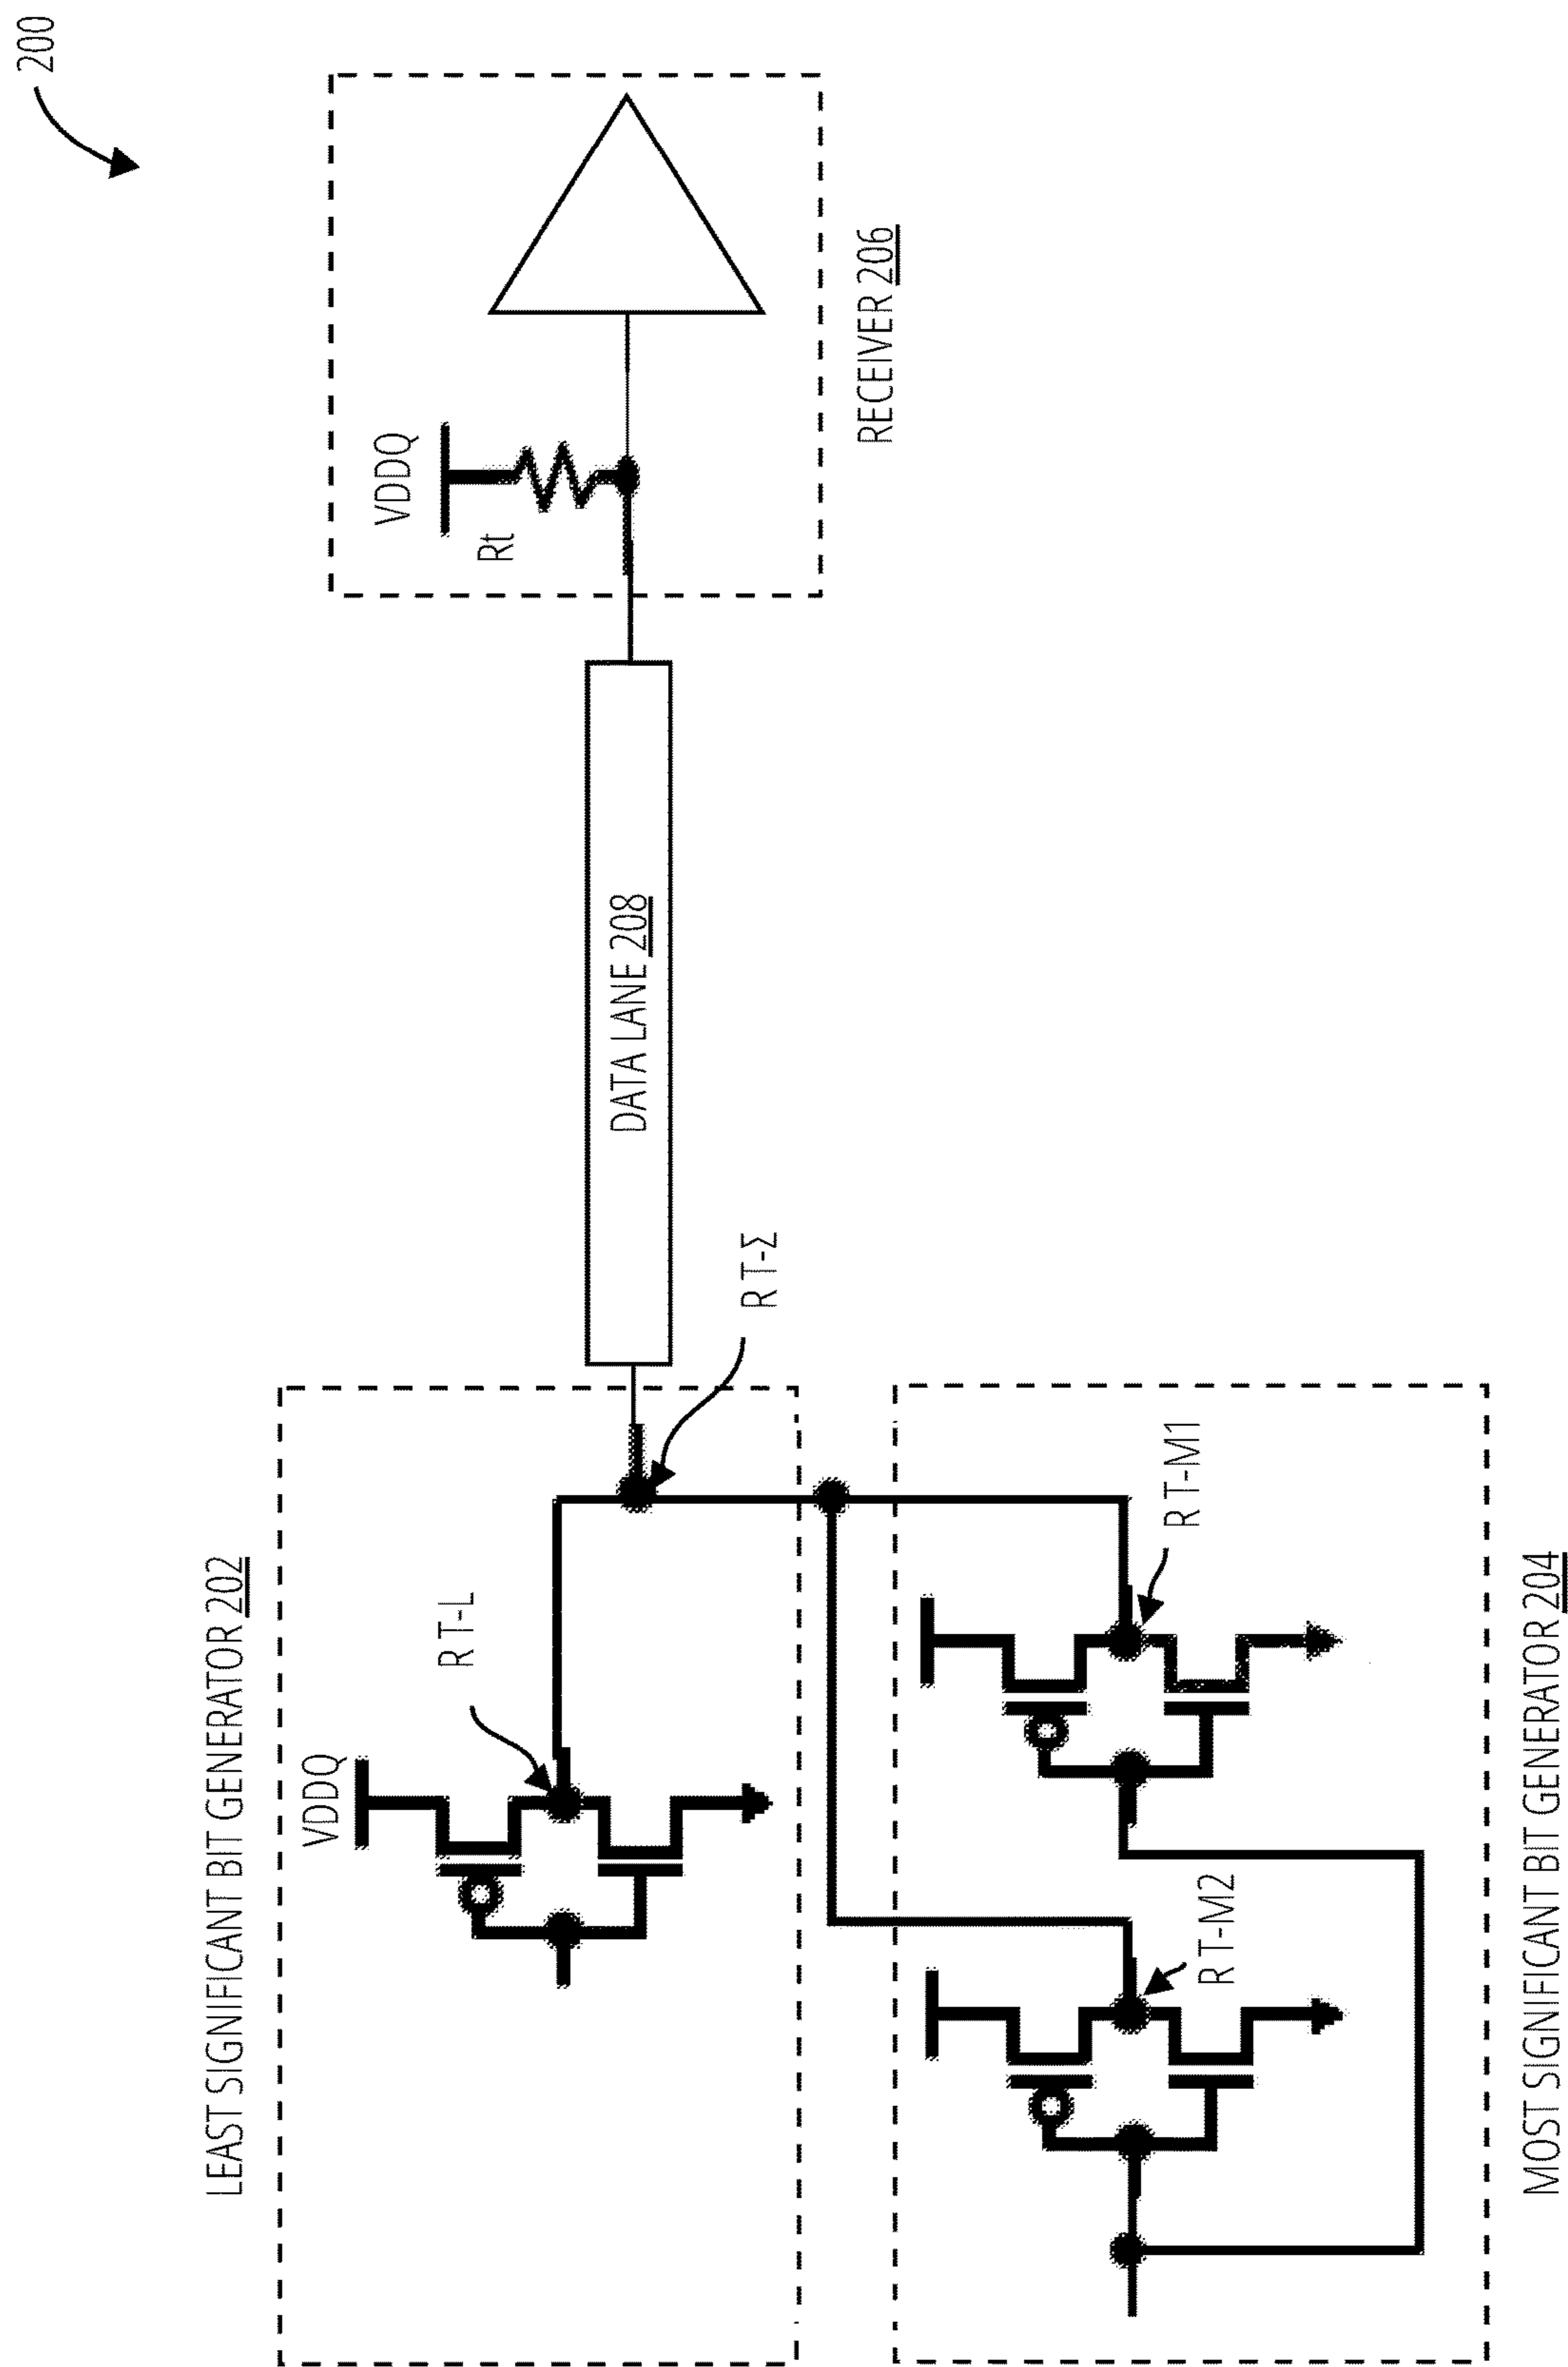 200
LEAST SIGNIFICANT BIT GENERATOR 202
VDDQ
R T-L
R T-Σ
DATA LANE 208
VDDQ
Rt
RECEIVER 206
R T-M2
R T-M1
MOST SIGNIFICANT BIT GENERATOR 204